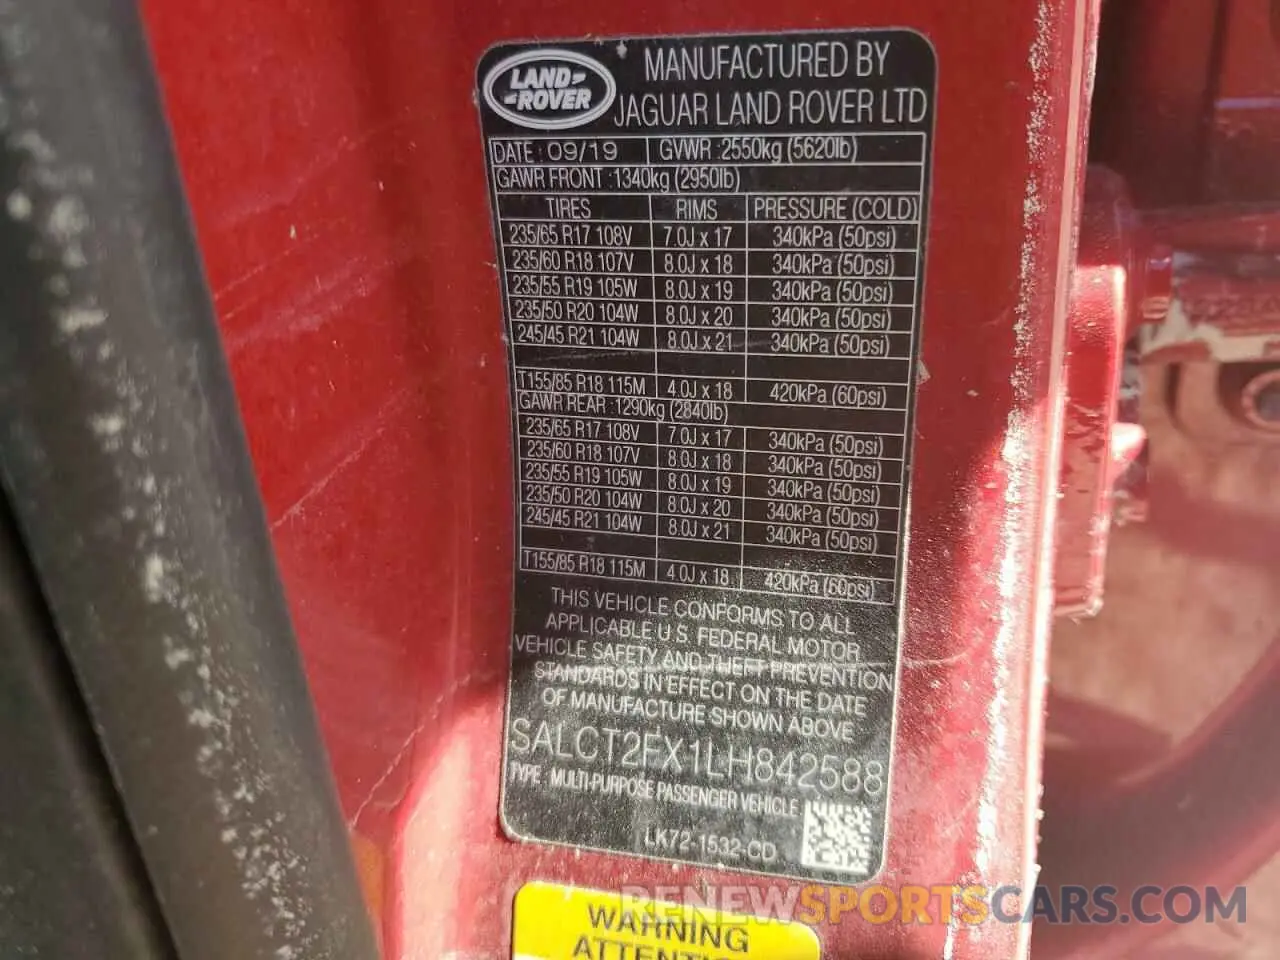 LAND-
-ROVER
MANUFACTURED BY
JAGUAR LAND ROVER LTD
DATE : 09/19 GVWR :2550kg (5620lb)
GAWR FRONT :1340kg (2950lb)
TIRES RIMS PRESSURE (COLD)
235/65 R17 108V 7.0J x 17 340kPa (50psi)
235/60 R18 107V 8.0J x 18 340kPa (50psi)
235/55 R19 105W 8.0J x 19 340kPa (50psi)
235/50 R20 104W 8.0J x 20 340kPa (50psi)
245/45 R21 104W 8.0J x 21 340kPa (50psi)
T155/85 R18 115M 4.0J x 18 420kPa (60psi)
GAWR REAR :1290kg (2840lb)
235/65 R17 108V 7.0J x 17 340kPa (50psi)
235/60 R18 107V 8.0J x 18 340kPa (50psi)
235/55 R19 105W 8.0J x 19 340kPa (50psi)
235/50 R20 104W 8.0J x 20 340kPa (50psi)
245/45 R21 104W 8.0J x 21 340kPa (50psi)
T155/85 R18 115M 4.0J x 18 420kPa (60psi)
THIS VEHICLE CONFORMS TO ALL
APPLICABLE U.S. FEDERAL MOTOR
VEHICLE SAFETY AND THEFT PREVENTION
STANDARDS IN EFFECT ON THE DATE
OF MANUFACTURE SHOWN ABOVE
SALCT2FX1LH842588
TYPE : MULTI-PURPOSE PASSENGER VEHICLE
LK72-1532-CD
RENEWSPORTSCARS.COM
WARNING
ATTENTION